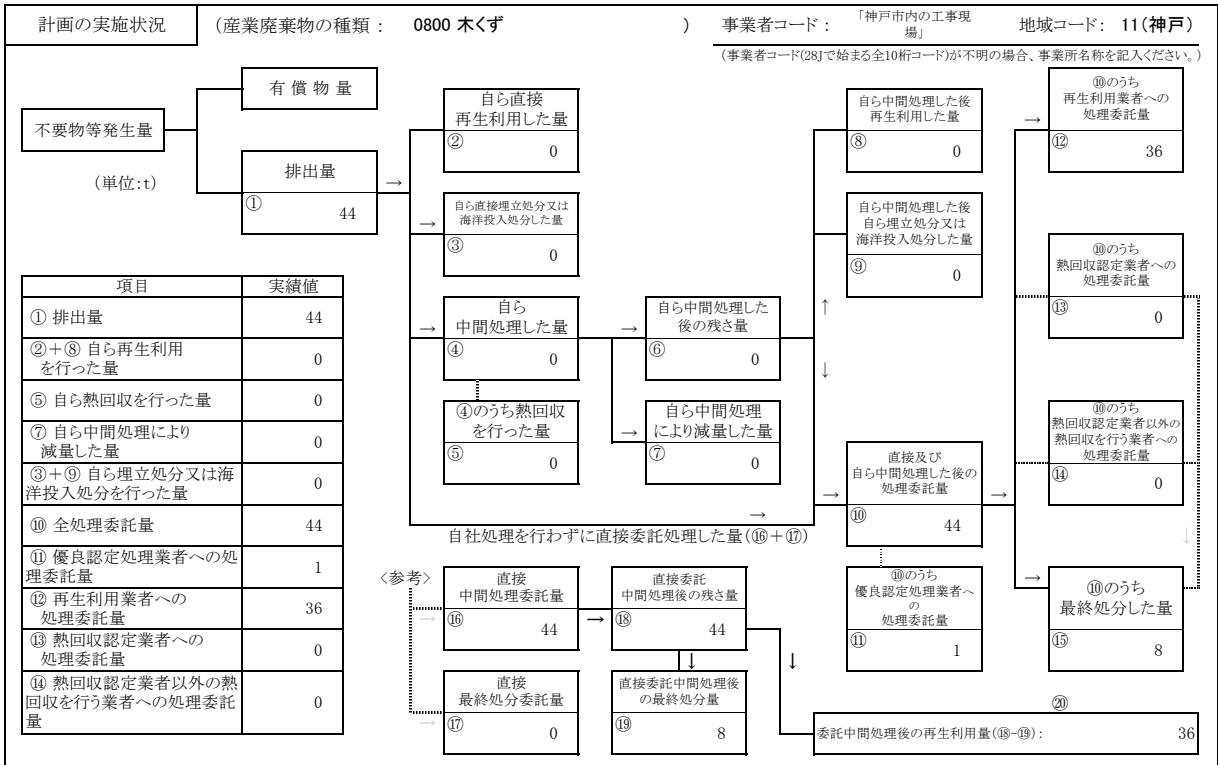 計画の実施状況
(産業廃棄物の種類： 0800 木くず )
事業者コード：
「神戸市内の工事現
場」
地域コード： 11(神戸)
(事業者コード(28Jで始まる全10桁コード)が不明の場合、事業所名称を記入ください。)
不要物等発生量
(単位:t)
有 償 物 量
排出量
→
①
44
自ら直接
再生利用した量
②
0
→
自ら直接埋立処分又は
海洋投入処分した量
③
0
→
自ら
中間処理した量
④
0
④のうち熱回収
を行った量
⑤
0
→
自ら中間処理した
後の残さ量
⑥
0
→
自ら中間処理
により減量した量
⑦
0
自ら中間処理した後
再生利用した量
⑧
0
自ら中間処理した後
自ら埋立処分又は
海洋投入処分した量
⑨
0
↑
↓
→
直接及び
自ら中間処理した後の
処理委託量
→
⑩
44
⑩のうち
優良認定処理業者へ
の
処理委託量
⑪
1
→
⑩のうち
再生利用業者への
処理委託量
⑫
36
⑩のうち
熱回収認定業者への
処理委託量
⑬
0
⑩のうち
熱回収認定業者以外の
熱回収を行う業者への
処理委託量
⑭
0
↓
→
⑩のうち
最終処分した量
⑮
8
項目 実績値
① 排出量 44
②＋⑧ 自ら再生利用
を行った量 0
⑤ 自ら熱回収を行った量 0
⑦ 自ら中間処理により
減量した量 0
③＋⑨ 自ら埋立処分又は海
洋投入処分を行った量 0
⑩ 全処理委託量 44
⑪ 優良認定処理業者への処
理委託量 1
⑫ 再生利用業者への
処理委託量 36
⑬ 熱回収認定業者への
処理委託量 0
⑭ 熱回収認定業者以外の熱
回収を行う業者への処理委託
量 0
→
自社処理を行わずに直接委託処理した量(⑯＋⑰)
〈参考〉
直接
中間処理委託量
→
⑯
44
→
直接委託
中間処理後の残さ量
⑱
44
直接
最終処分委託量
→
⑰
0
↓
直接委託中間処理後
の最終処分量
⑲
8
↓
⑳
委託中間処理後の再生利用量(⑱-⑲)： 36